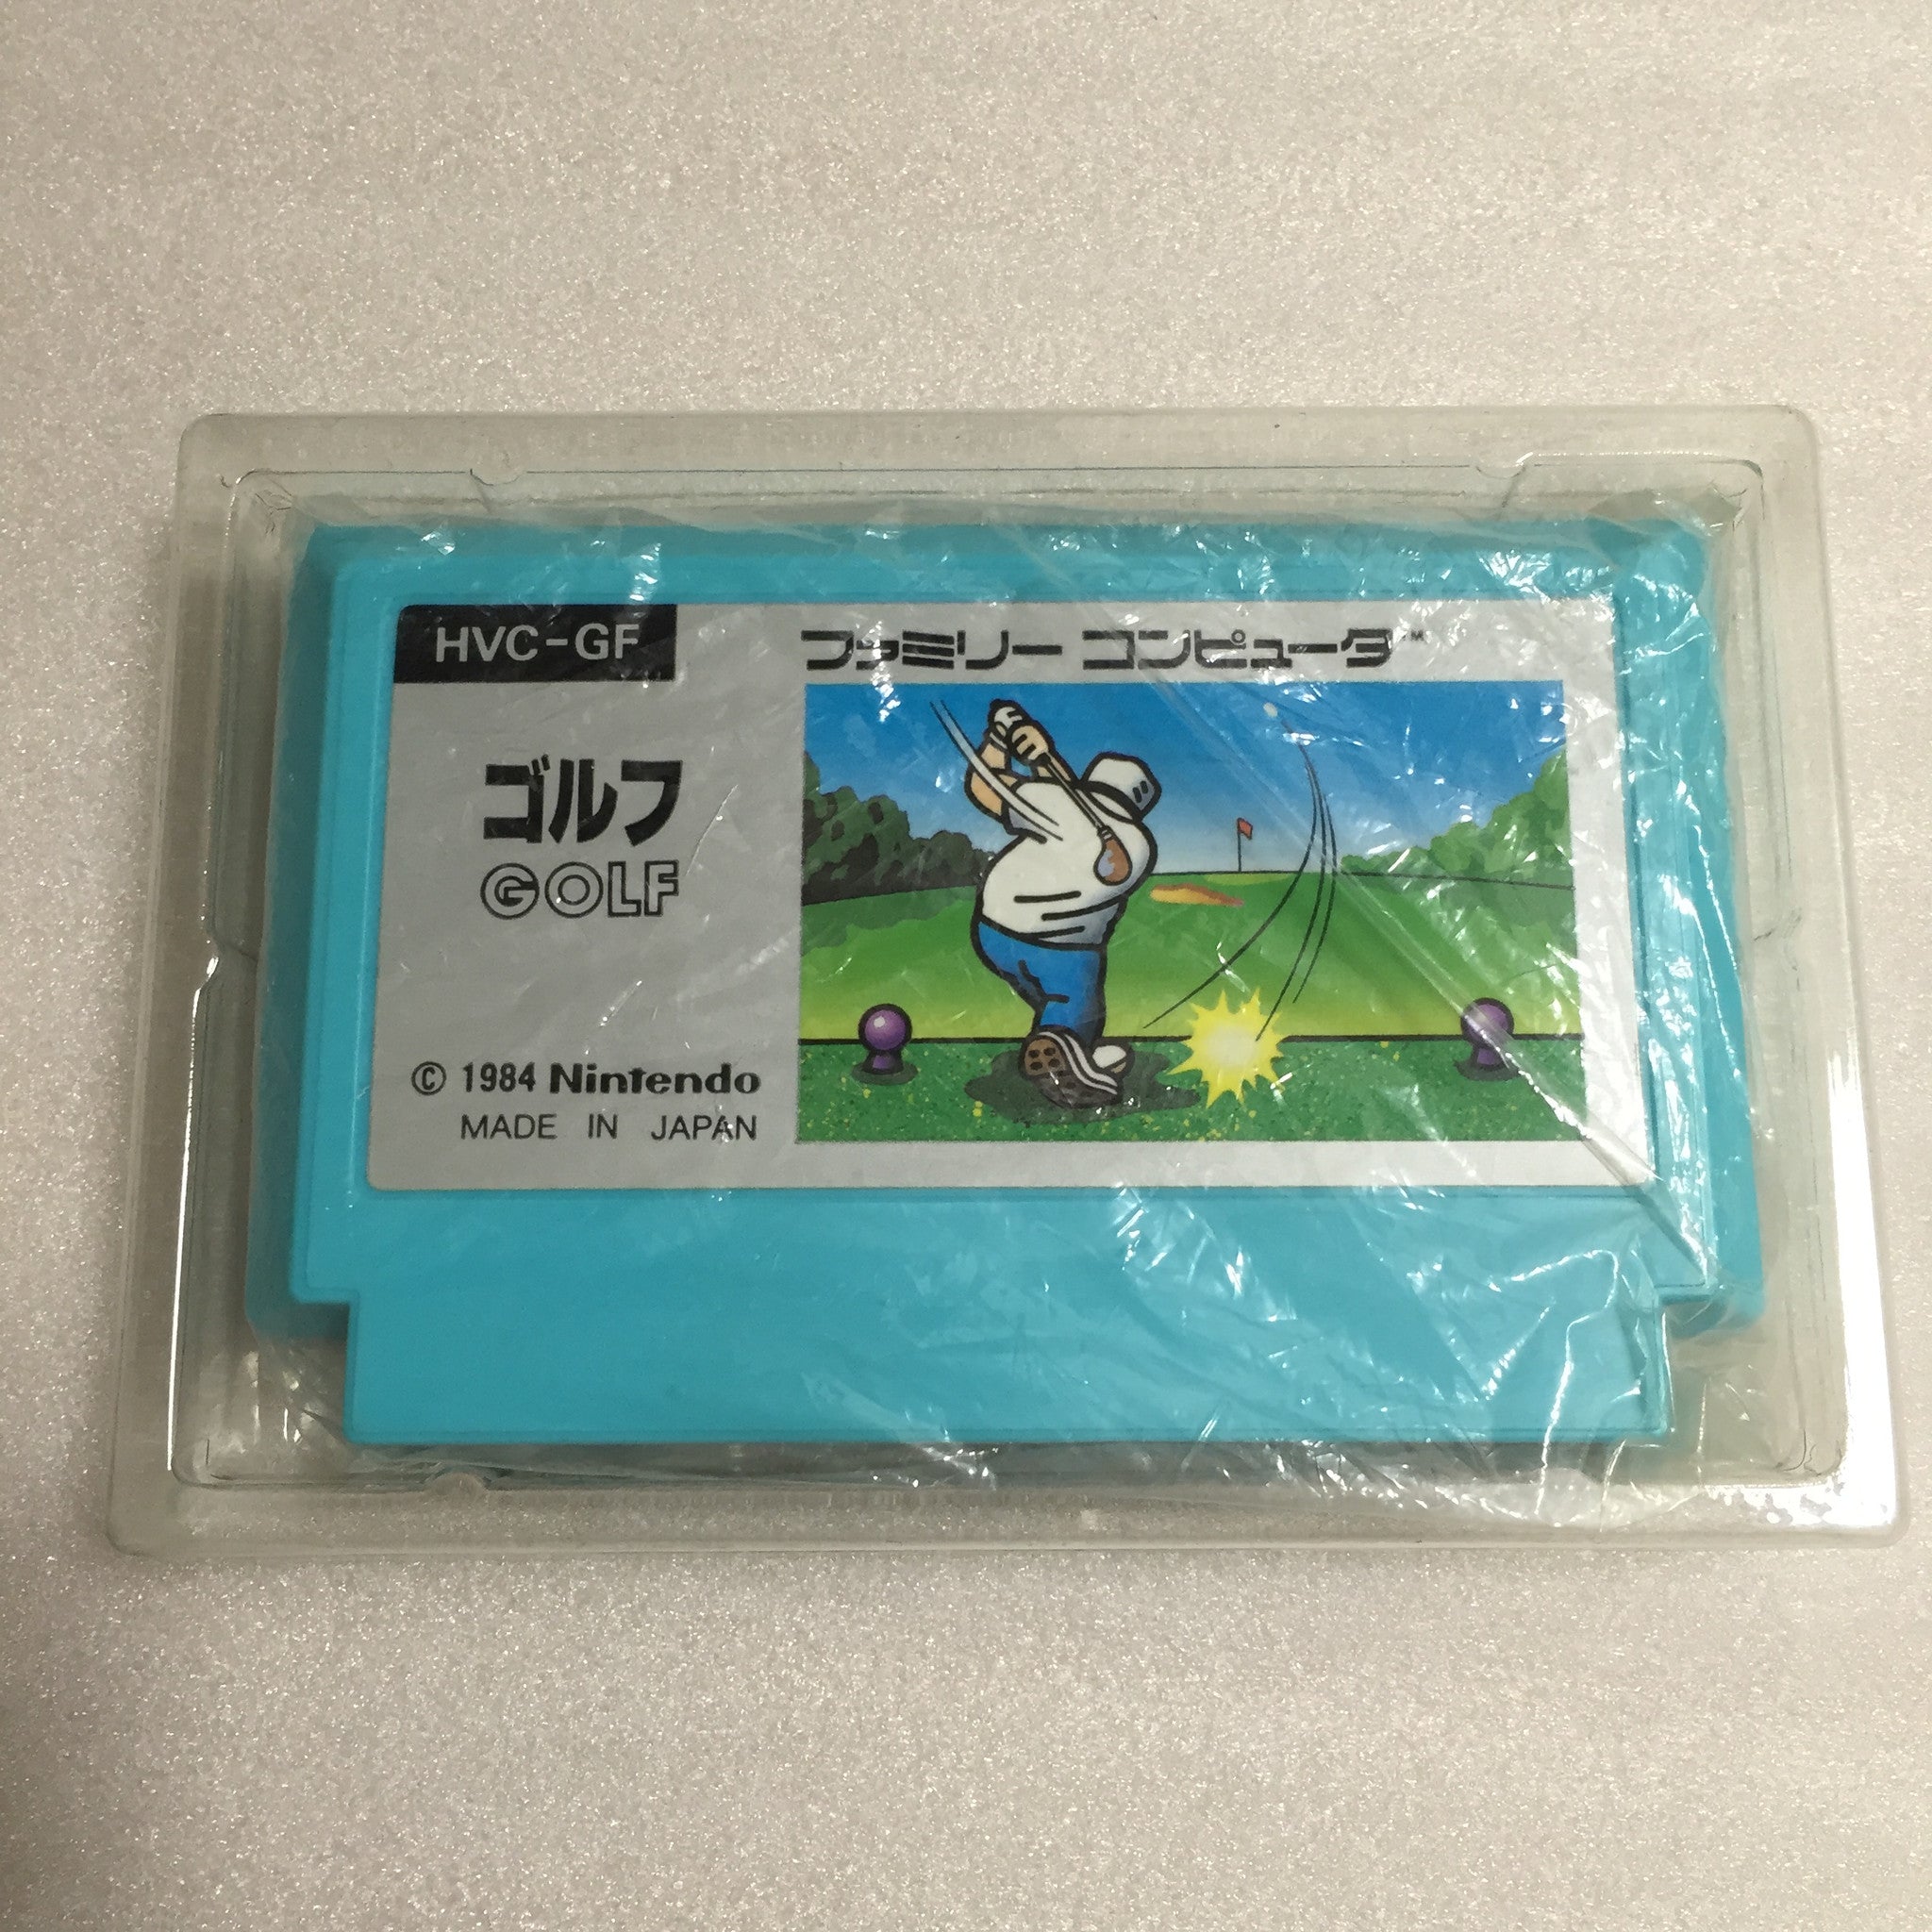 HVC-GF
ファミリー コンピュータ™
ゴルフ
GOLF
© 1984 Nintendo
MADE IN JAPAN